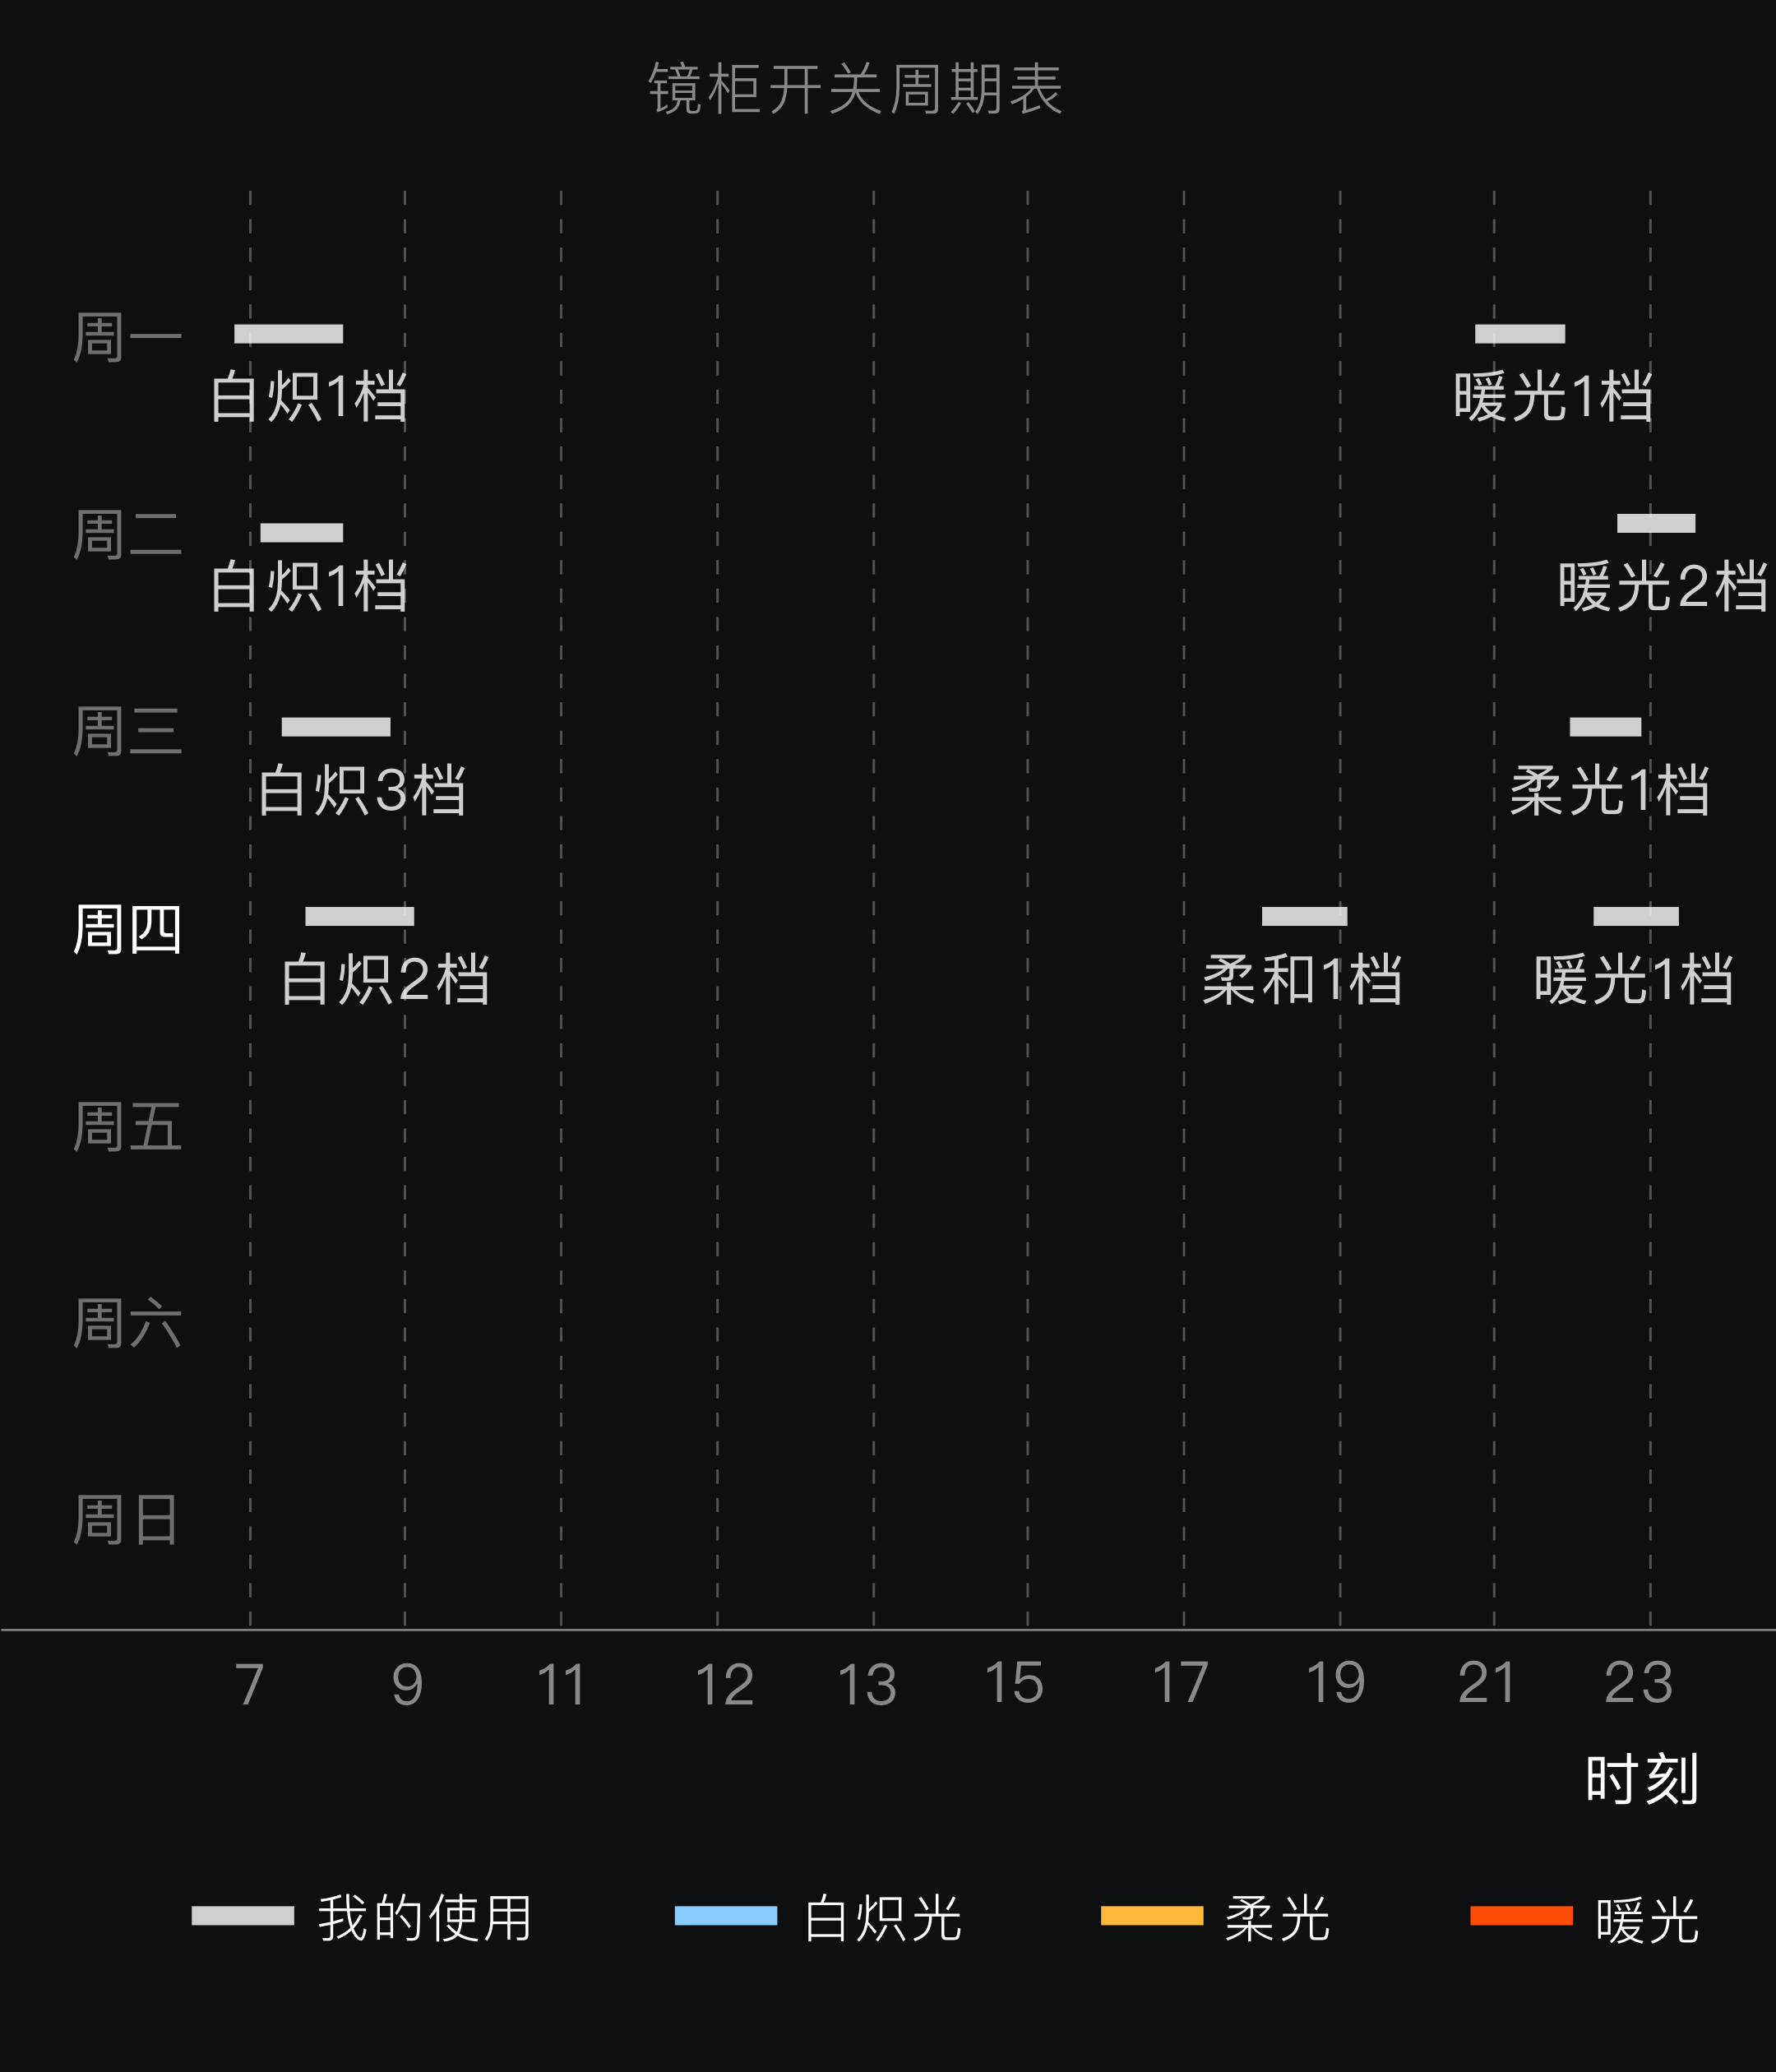 镜柜开关周期表
周一
白炽1档
暖光1档
周二
白炽1档
暖光2档
周三
白炽3档
柔光1档
周四
白炽2档
柔和1档
暖光1档
周五
周六
周日
7 9 11 12 13 15 17 19 21 23
时刻
我的使用 白炽光 柔光 暖光